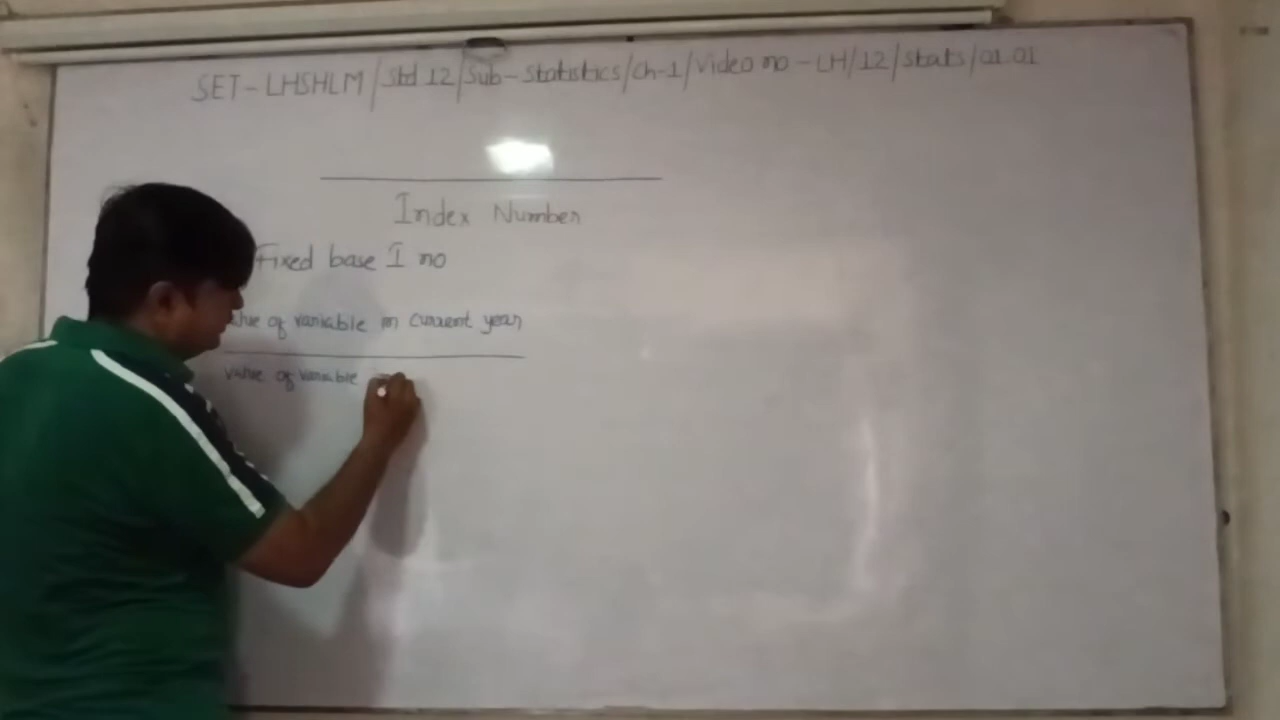 SET-LHSHLM/Std 12/Sub-Statistics/Ch-1/Video no-LH/12/Stats/01.01
Index Number
Fixed base I no
of variable in current year
value of variable